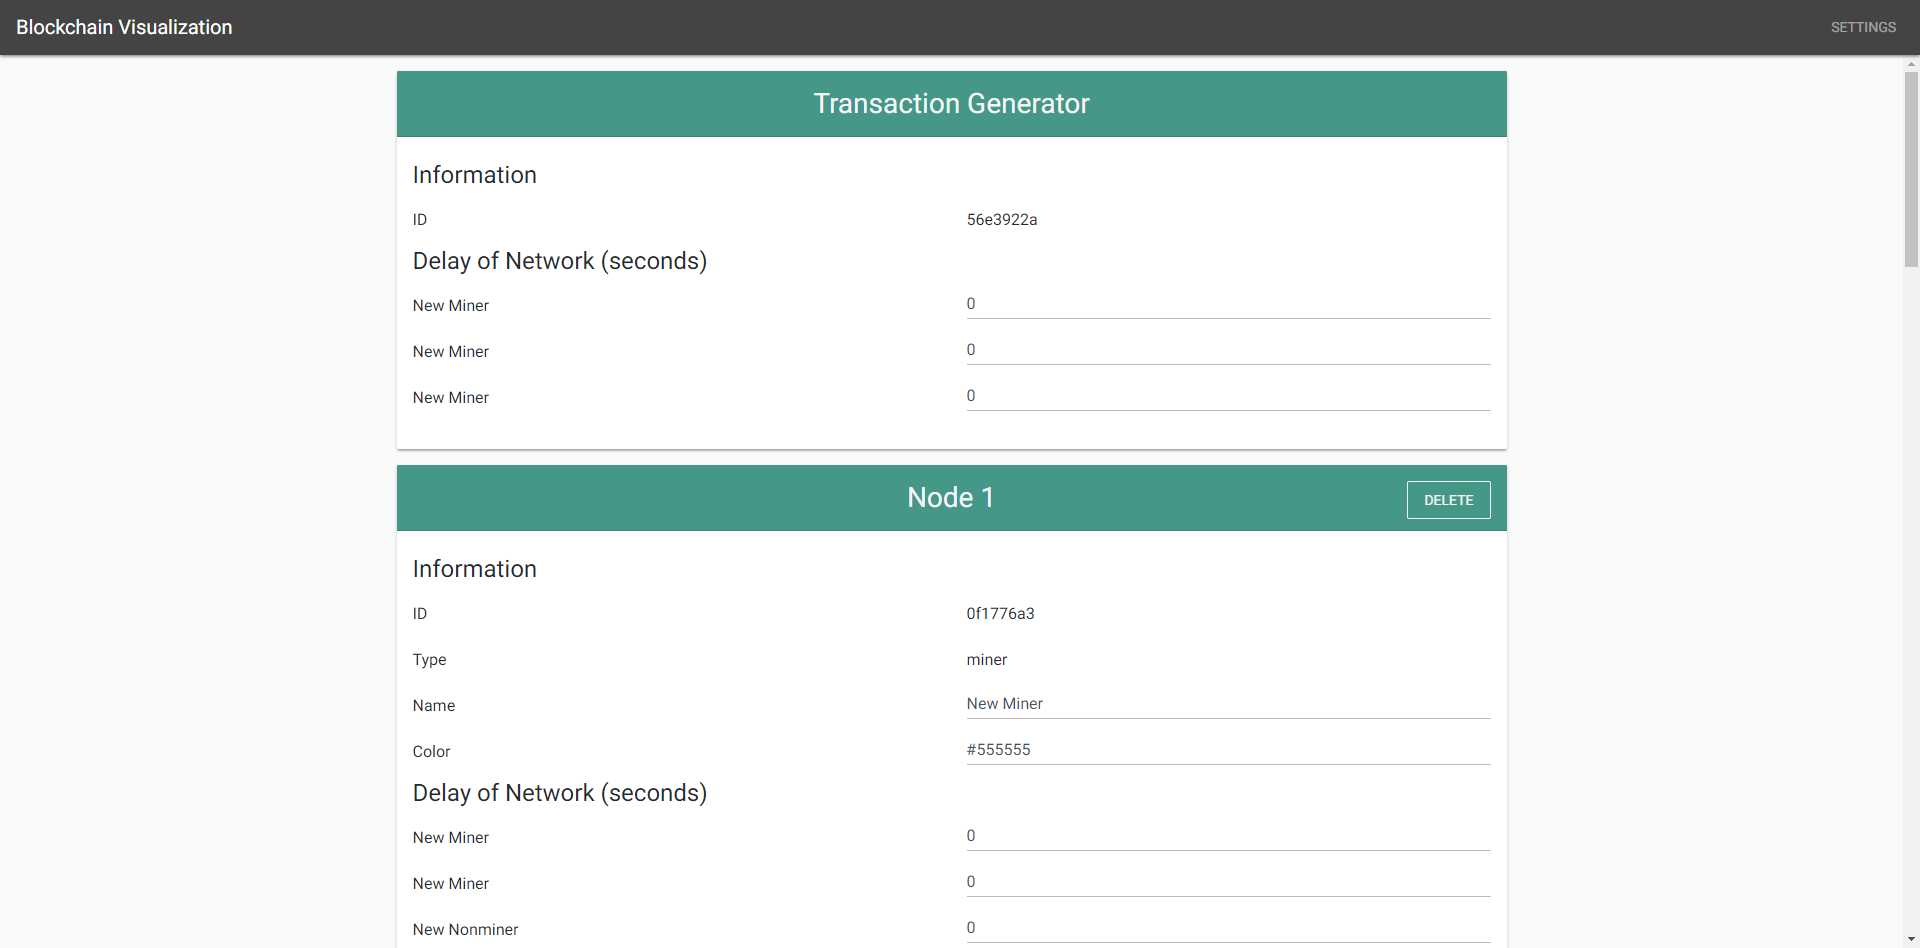 Blockchain Visualization SETTINGS
Transaction Generator
Information
ID 56e3922a
Delay of Network (seconds)
New Miner 0
New Miner 0
New Miner 0
Node 1 DELETE
Information
ID 0f1776a3
Type miner
Name New Miner
Color #555555
Delay of Network (seconds)
New Miner 0
New Miner 0
New Nonminer 0